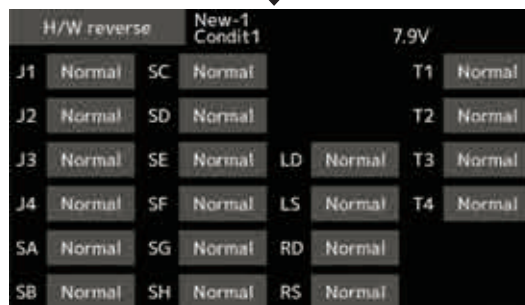 H/W reverse New-1
Condit1 7.9V
J1 Normal SC Normal T1 Normal
J2 Normal SD Normal T2 Normal
J3 Normal SE Normal LD Normal T3 Normal
J4 Normal SF Normal LS Normal T4 Normal
SA Normal SG Normal RD Normal
SB Normal SH Normal RS Normal